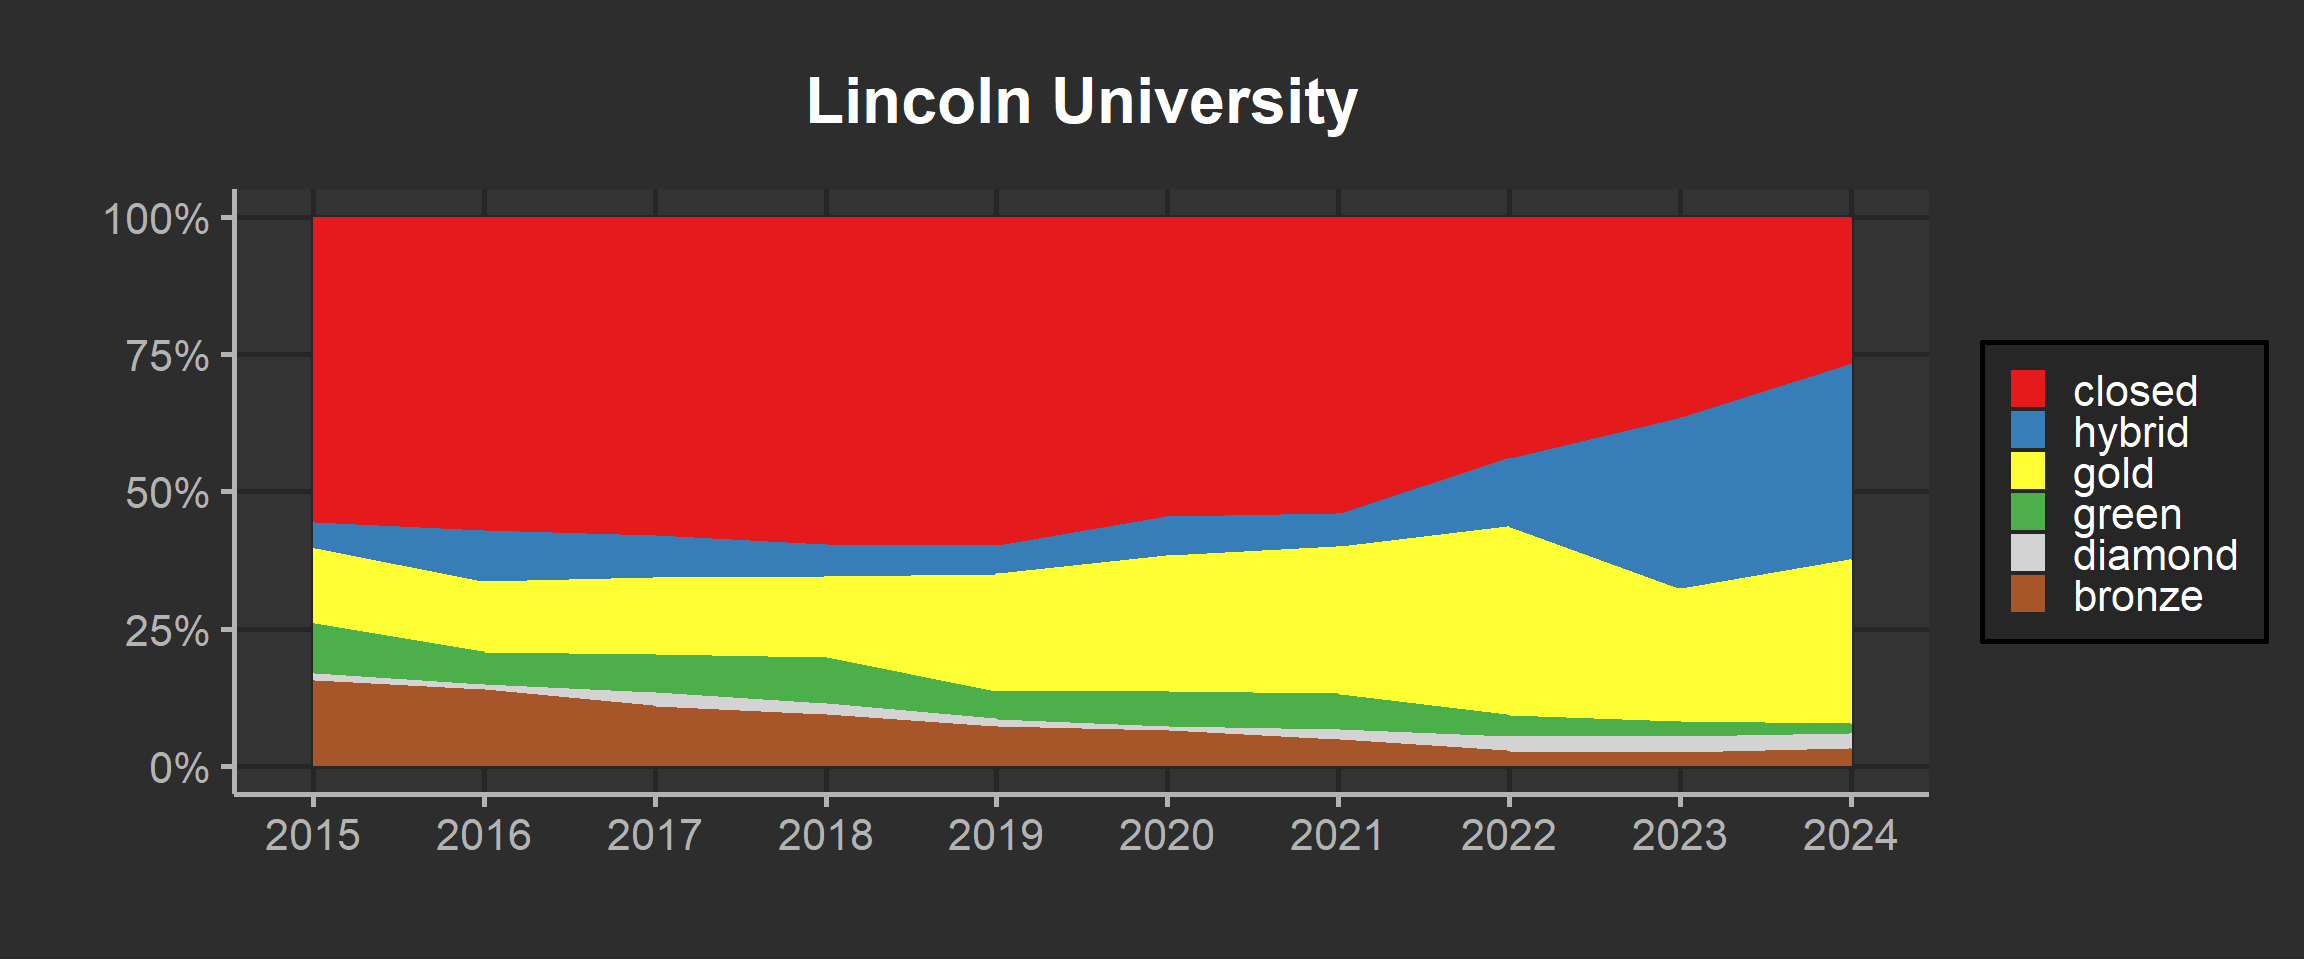 Lincoln University
100%
75%
50%
25%
0%
2015 2016 2017 2018 2019 2020 2021 2022 2023 2024
closed
hybrid
gold
green
diamond
bronze